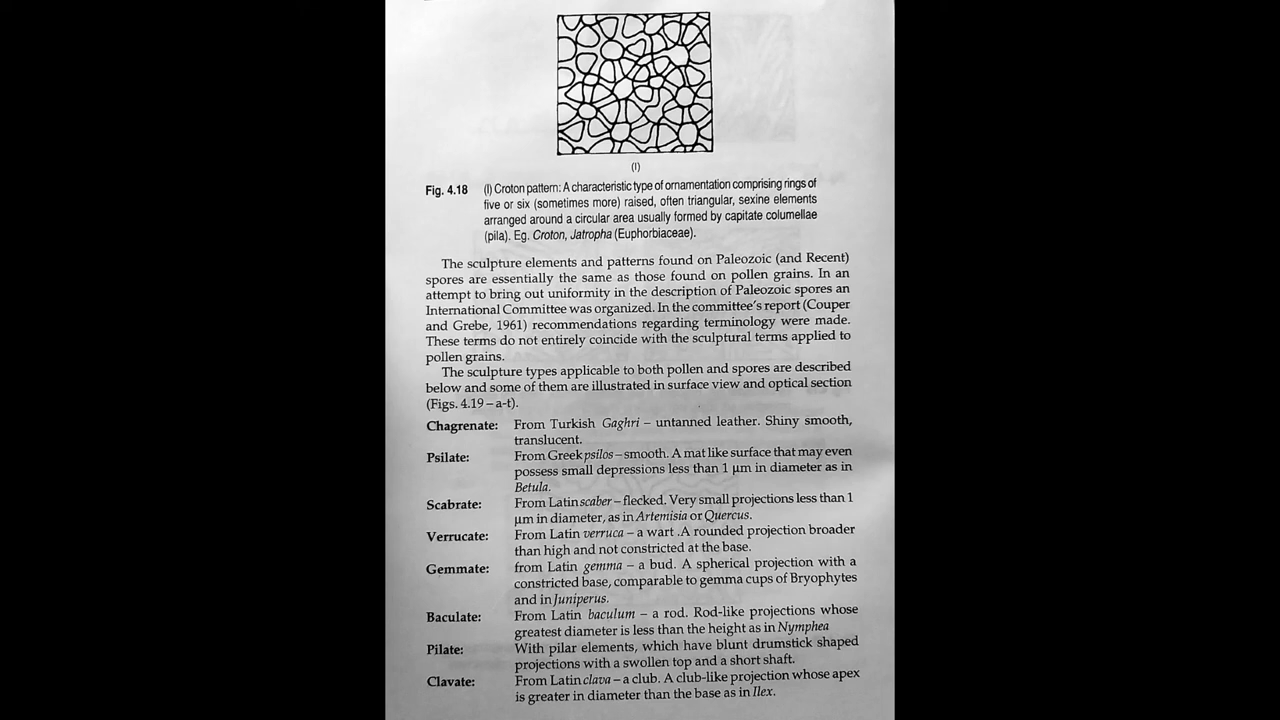 (l)
Fig. 4.18 (l) Croton pattern: A characteristic type of ornamentation comprising rings of
five or six (sometimes more) raised, often triangular, sexine elements
arranged around a circular area usually formed by capitate columellae
(pila). Eg. Croton, Jatropha (Euphorbiaceae).
The sculpture elements and patterns found on Paleozoic (and Recent)
spores are essentially the same as those found on pollen grains. In an
attempt to bring out uniformity in the description of Paleozoic spores an
International Committee was organized. In the committee's report (Couper
and Grebe, 1961) recommendations regarding terminology were made.
These terms do not entirely coincide with the sculptural terms applied to
pollen grains.
The sculpture types applicable to both pollen and spores are described
below and some of them are illustrated in surface view and optical section
(Figs. 4.19 – a-t).
Chagrenate: From Turkish Gaghri – untanned leather. Shiny smooth,
translucent.
Psilate: From Greek psilos – smooth. A mat like surface that may even
possess small depressions less than 1 µm in diameter as in
Betula.
Scabrate: From Latin scaber – flecked. Very small projections less than 1
µm in diameter, as in Artemisia or Quercus.
Verrucate: From Latin verruca – a wart .A rounded projection broader
than high and not constricted at the base.
Gemmate: from Latin gemma – a bud. A spherical projection with a
constricted base, comparable to gemma cups of Bryophytes
and in Juniperus.
Baculate: From Latin baculum – a rod. Rod-like projections whose
greatest diameter is less than the height as in Nymphea
Pilate: With pilar elements, which have blunt drumstick shaped
projections with a swollen top and a short shaft.
Clavate: From Latin clava – a club. A club-like projection whose apex
is greater in diameter than the base as in Ilex.